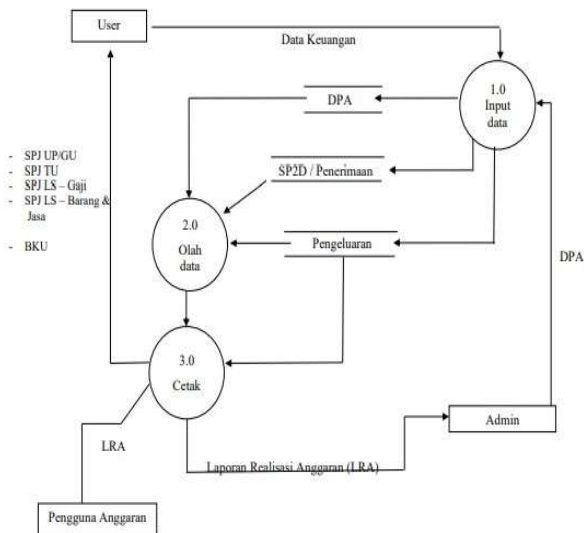 User
Data Keuangan
1.0
Input
data
DPA
SP2D / Penerimaan
- SPJ UP/GU
- SPJ TU
- SPJ LS – Gaji
- SPJ LS – Barang &
Jasa
- BKU
2.0
Olah
data
Pengeluaran
DPA
3.0
Cetak
Admin
LRA
Laporan Realisasi Anggaran (LRA)
Pengguna Anggaran